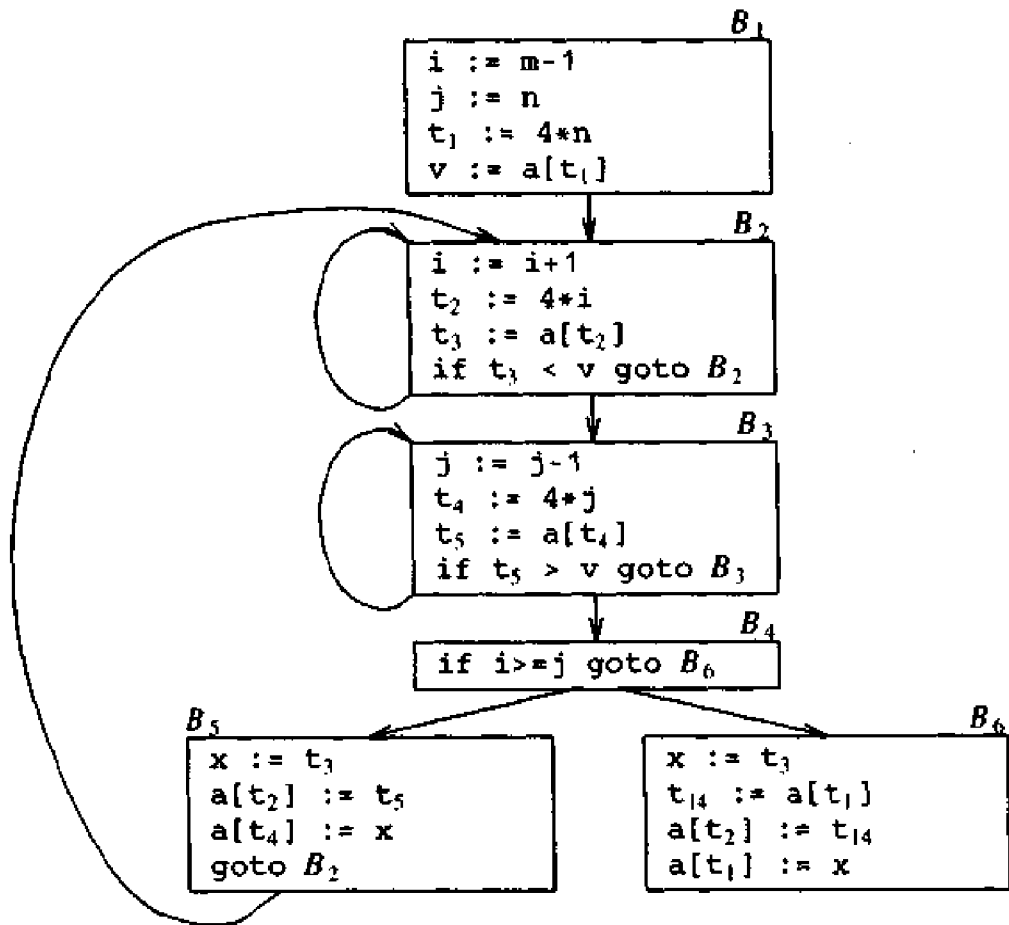 B₁
i := m-1
j := n
t₁ := 4*n
v := a[t₁]
B₂
i := i+1
t₂ := 4*i
t₃ := a[t₂]
if t₃ < v goto B₂
B₃
j := j-1
t₄ := 4*j
t₅ := a[t₄]
if t₅ > v goto B₃
B₄
if i>=j goto B₆
B₅
x := t₃
a[t₂] := t₅
a[t₄] := x
goto B₂
B₆
x := t₃
t₁₄ := a[t₁]
a[t₂] := t₁₄
a[t₁] := x